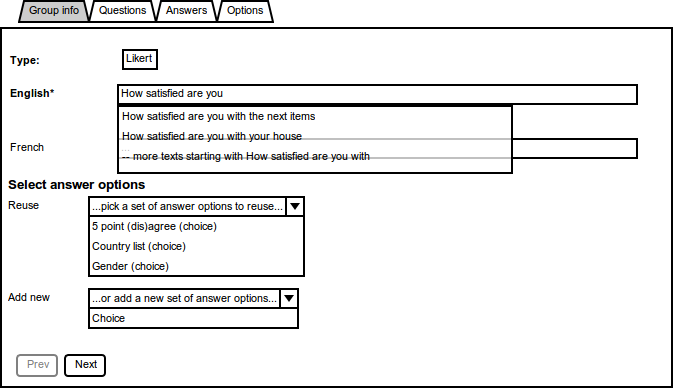 Group info Questions Answers Options
Type: Likert
English* How satisfied are you
How satisfied are you with the next items
How satisfied are you with your house
French
-- more texts starting with How satisfied are you with
Select answer options
Reuse ...pick a set of answer options to reuse...
5 point (dis)agree (choice)
Country list (choice)
Gender (choice)
Add new ...or add a new set of answer options...
Choice
Prev Next